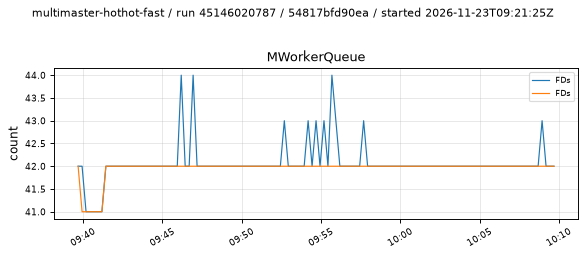 multimaster-hothot-fast / run 45146020787 / 54817bfd90ea / started 2026-11-23T09:21:25Z
MWorkerQueue
44.0
43.5
43.0
42.5
42.0
41.5
41.0
count
FDs
FDs
09:40
09:45
09:50
09:55
10:00
10:05
10:10